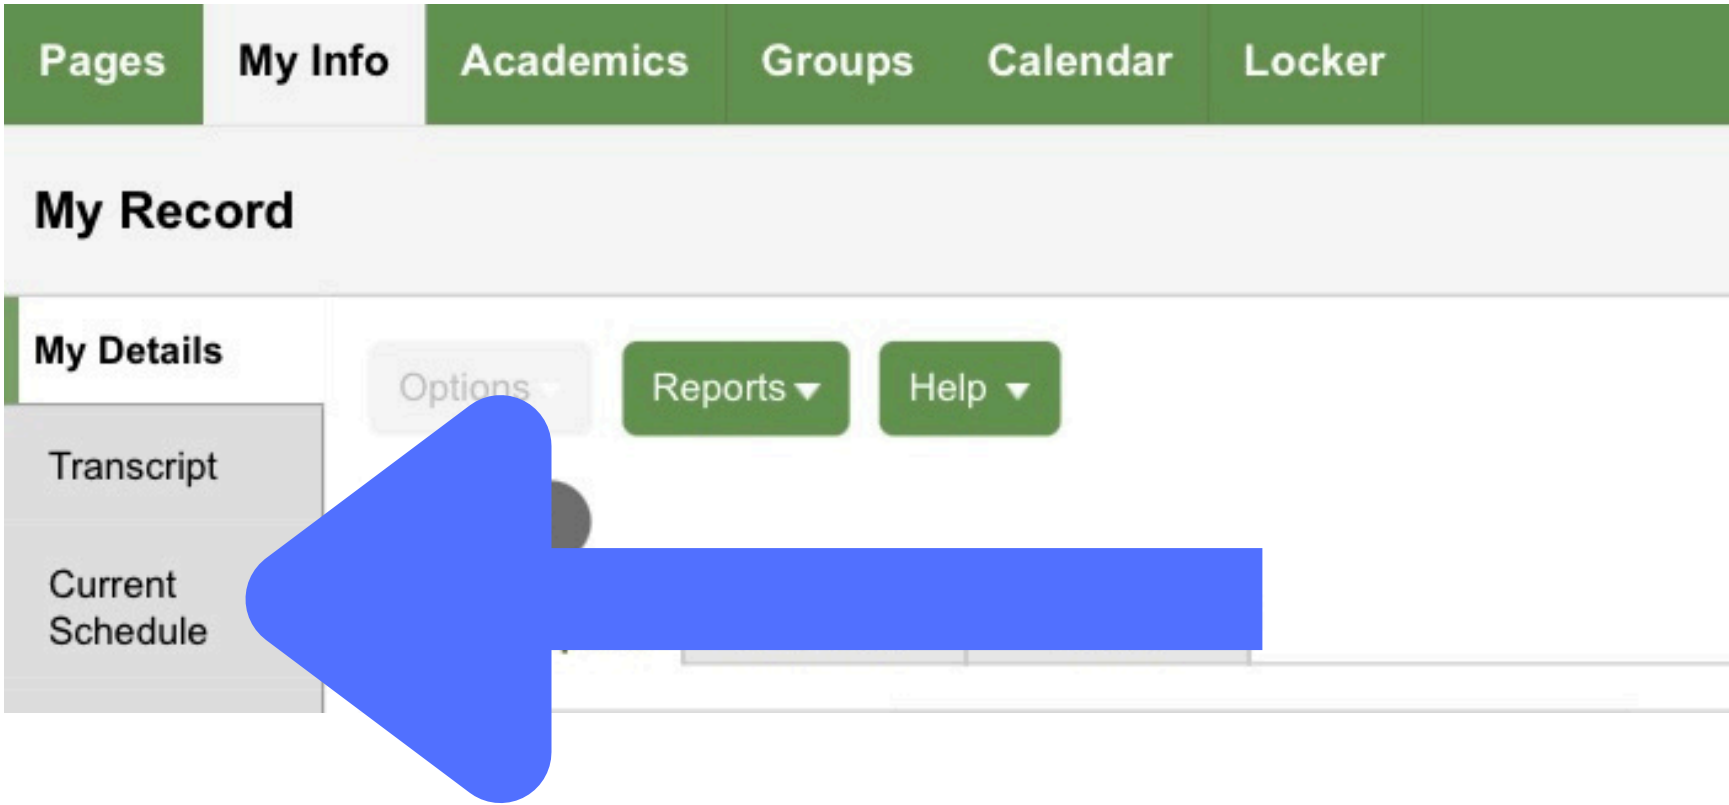 Pages My Info Academics Groups Calendar Locker
My Record
My Details
Options Reports Help
Transcript
Current
Schedule